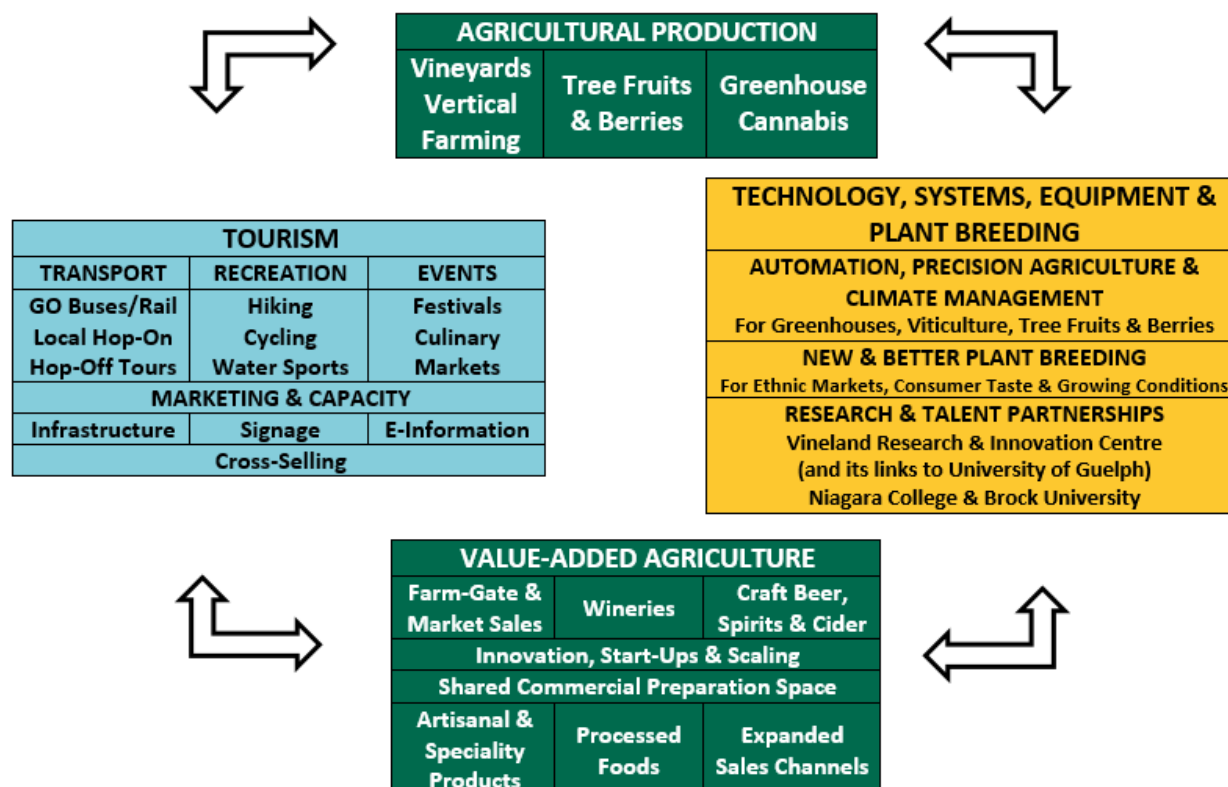 AGRICULTURAL PRODUCTION
Vineyards
Vertical
Farming
Tree Fruits
& Berries
Greenhouse
Cannabis
TOURISM
TRANSPORT
RECREATION
EVENTS
GO Buses/Rail
Local Hop-On
Hop-Off Tours
Hiking
Cycling
Water Sports
Festivals
Culinary
Markets
MARKETING & CAPACITY
Infrastructure
Signage
E-Information
Cross-Selling
TECHNOLOGY, SYSTEMS, EQUIPMENT &
PLANT BREEDING
AUTOMATION, PRECISION AGRICULTURE &
CLIMATE MANAGEMENT
For Greenhouses, Viticulture, Tree Fruits & Berries
NEW & BETTER PLANT BREEDING
For Ethnic Markets, Consumer Taste & Growing Conditions
RESEARCH & TALENT PARTNERSHIPS
Vineland Research & Innovation Centre
(and its links to University of Guelph)
Niagara College & Brock University
VALUE-ADDED AGRICULTURE
Farm-Gate &
Market Sales
Wineries
Craft Beer,
Spirits & Cider
Innovation, Start-Ups & Scaling
Shared Commercial Preparation Space
Artisanal &
Speciality
Products
Processed
Foods
Expanded
Sales Channels